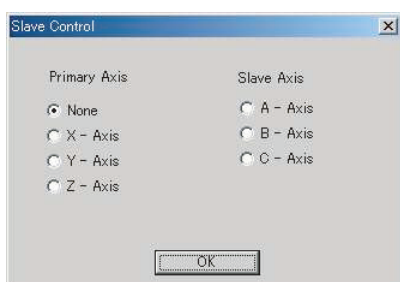 Slave Control
Primary Axis
None
X - Axis
Y - Axis
Z - Axis
Slave Axis
A - Axis
B - Axis
C - Axis
OK